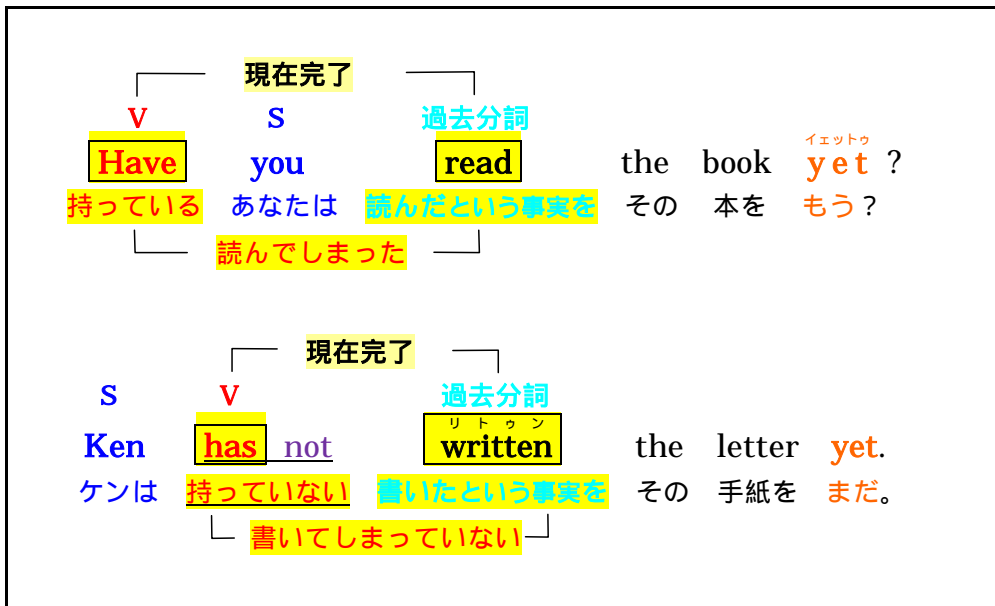 現在完了
V S 過去分詞
イェットゥ
Have you read the book yet ?
持っている あなたは 読んだという事実を その 本を もう？
読んでしまった
現在完了
S V 過去分詞
リトゥン
Ken has not written the letter yet.
ケンは 持っていない 書いたという事実を その 手紙を まだ。
書いてしまっていない